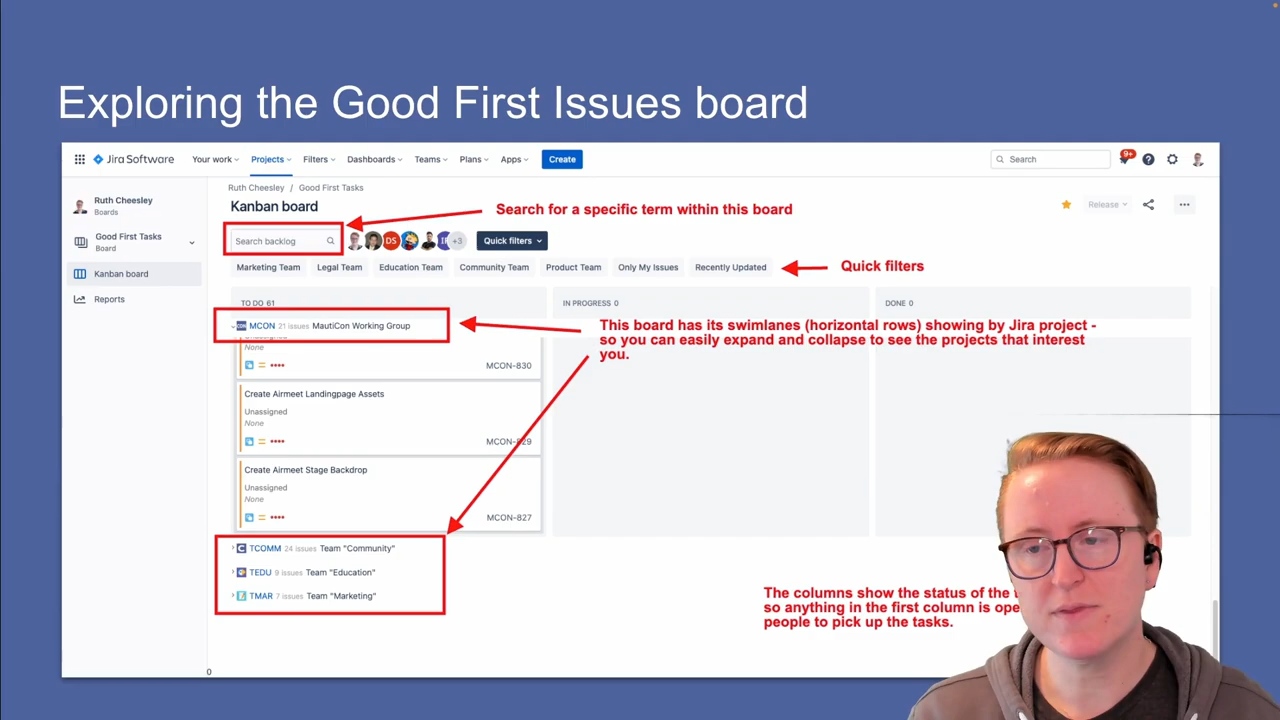 Exploring the Good First Issues board
Jira Software
Your work
Projects
Filters
Dashboards
Teams
Plans
Apps
Create
Search
9+
Ruth Cheesley
Boards
Good First Tasks
Board
Kanban board
Reports
Ruth Cheesley / Good First Tasks
Kanban board
Release
Search for a specific term within this board
Search backlog
DS
+3
Quick filters
Marketing Team
Legal Team
Education Team
Community Team
Product Team
Only My Issues
Recently Updated
Quick filters
TO DO 61
IN PROGRESS 0
DONE 0
MCON 21 issues MautiCon Working Group
This board has its swimlanes (horizontal rows) showing by Jira project -
so you can easily expand and collapse to see the projects that interest
you.
Unassigned
None
MCON-830
Create Airmeet Landingpage Assets
Unassigned
None
MCON-829
Create Airmeet Stage Backdrop
Unassigned
None
MCON-827
TCOMM 24 issues Team "Community"
TEDU 9 issues Team "Education"
TMAR 7 issues Team "Marketing"
The columns show the status of the
so anything in the first column is
people to pick up the tasks.
0